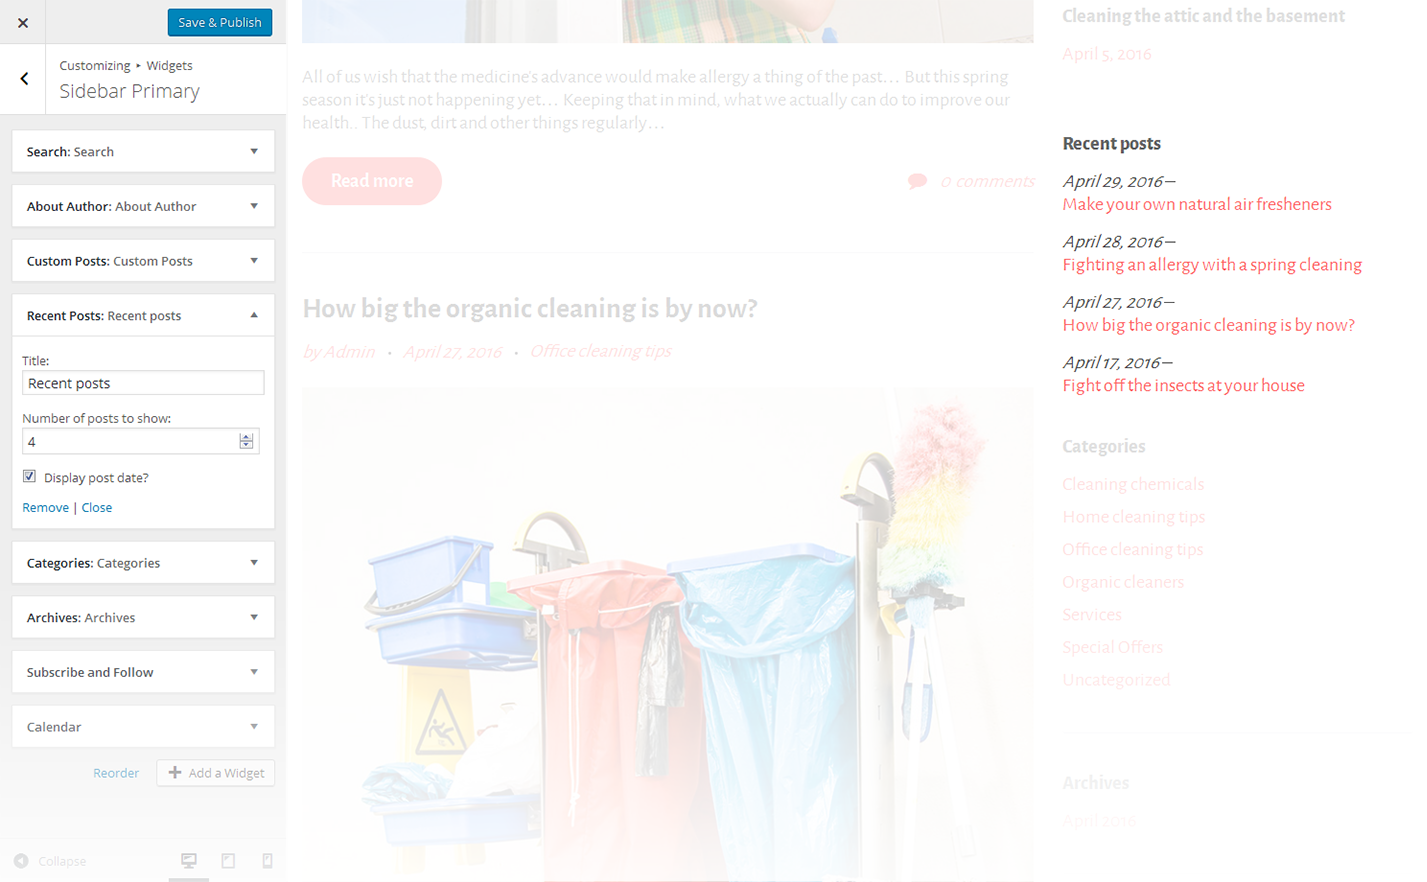 Save & Publish
Customizing ▸ Widgets
Sidebar Primary
Search: Search
About Author: About Author
Custom Posts: Custom Posts
Recent Posts: Recent posts
Title:
Recent posts
Number of posts to show:
4
Display post date?
Remove | Close
Categories: Categories
Archives: Archives
Subscribe and Follow
Calendar
Reorder
Add a Widget
Collapse
All of us wish that the medicine's advance would make allergy a thing of the past... But this spring
season it's just not happening yet... Keeping that in mind, what we actually can do to improve our
health.. The dust, dirt and other things regularly...
Read more
0 comments
How big the organic cleaning is by now?
by Admin • April 27, 2016 • Office cleaning tips
Cleaning the attic and the basement
April 5, 2016
Recent posts
April 29, 2016—
Make your own natural air fresheners
April 28, 2016—
Fighting an allergy with a spring cleaning
April 27, 2016—
How big the organic cleaning is by now?
April 17, 2016—
Fight off the insects at your house
Categories
Cleaning chemicals
Home cleaning tips
Office cleaning tips
Organic cleaners
Services
Special Offers
Uncategorized
Archives
April 2016